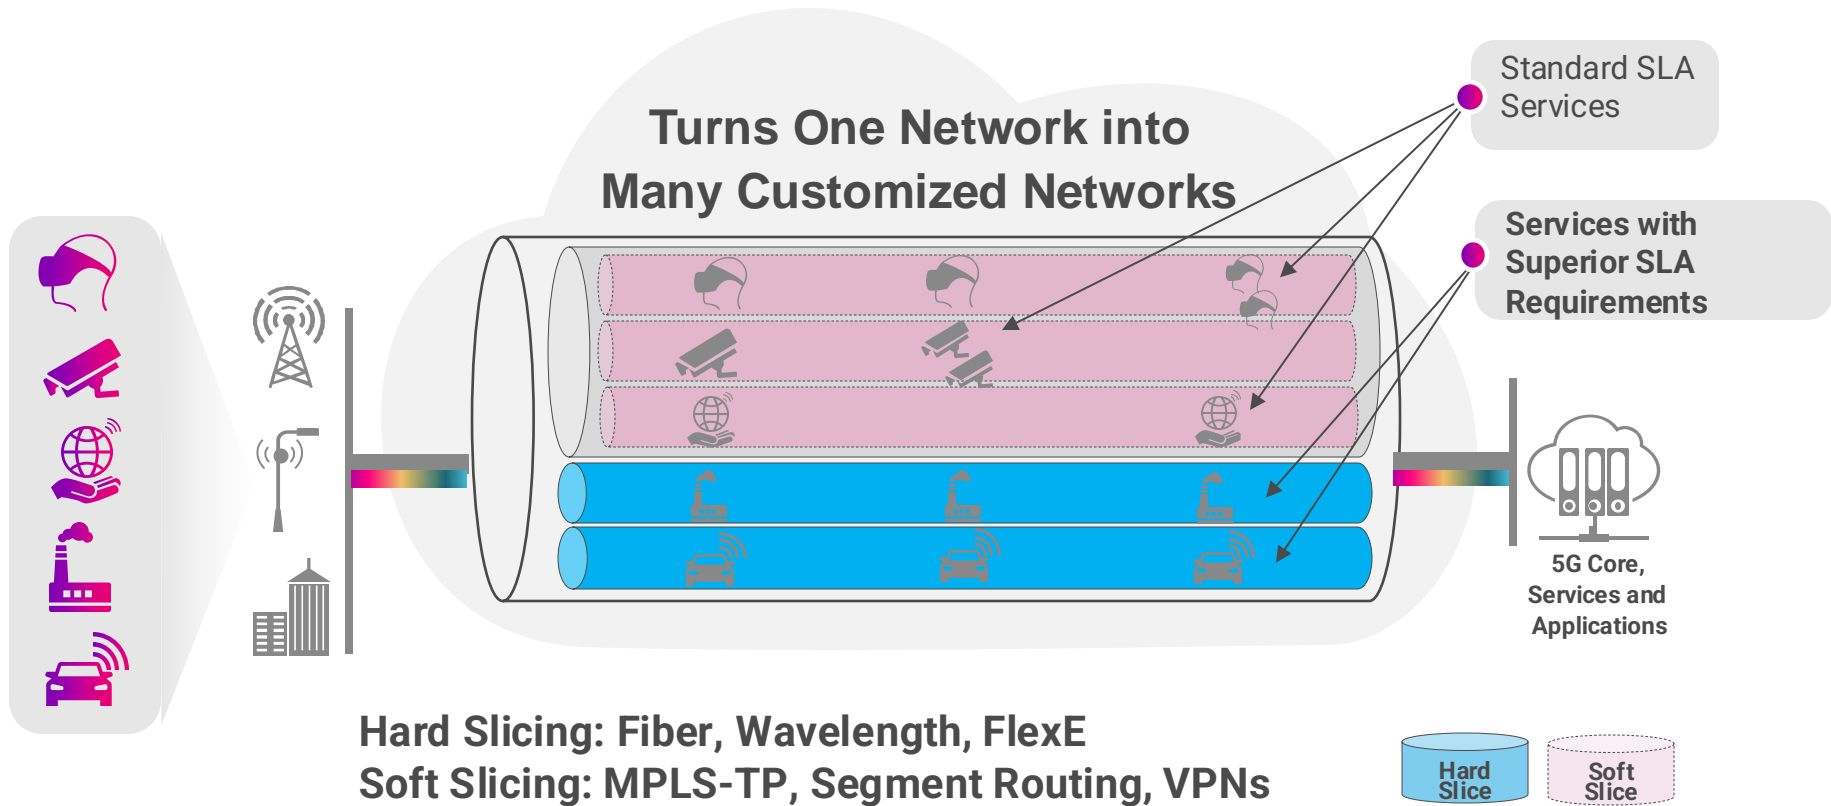 Turns One Network into
Many Customized Networks
Standard SLA
Services
Services with
Superior SLA
Requirements
5G Core,
Services and
Applications
Hard Slicing: Fiber, Wavelength, FlexE
Soft Slicing: MPLS-TP, Segment Routing, VPNs
Hard
Slice
Soft
Slice